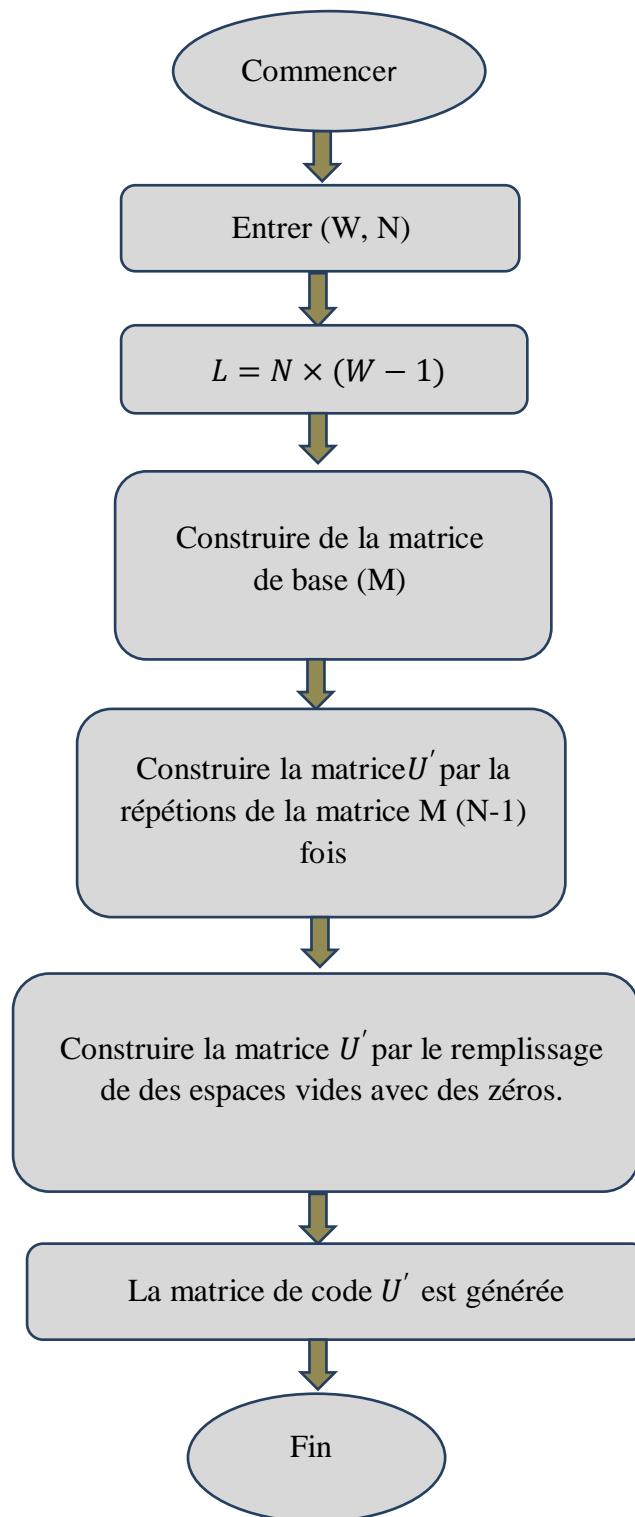 Commencer
Entrer (W, N)
L = N × (W − 1)
Construire de la matrice
de base (M)
Construire la matriceU′ par la
répétions de la matrice M (N-1)
fois
Construire la matrice U′ par le remplissage
de des espaces vides avec des zéros.
La matrice de code U′ est générée
Fin